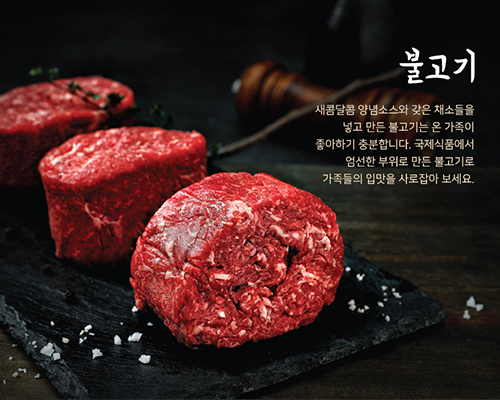 불고기
새콤달콤 양념소스와 갖은 채소들을
넣고 만든 불고기는 온 가족이
좋아하기 충분합니다. 국제식품에서
엄선한 부위로 만든 불고기로
가족들의 입맛을 사로잡아 보세요.